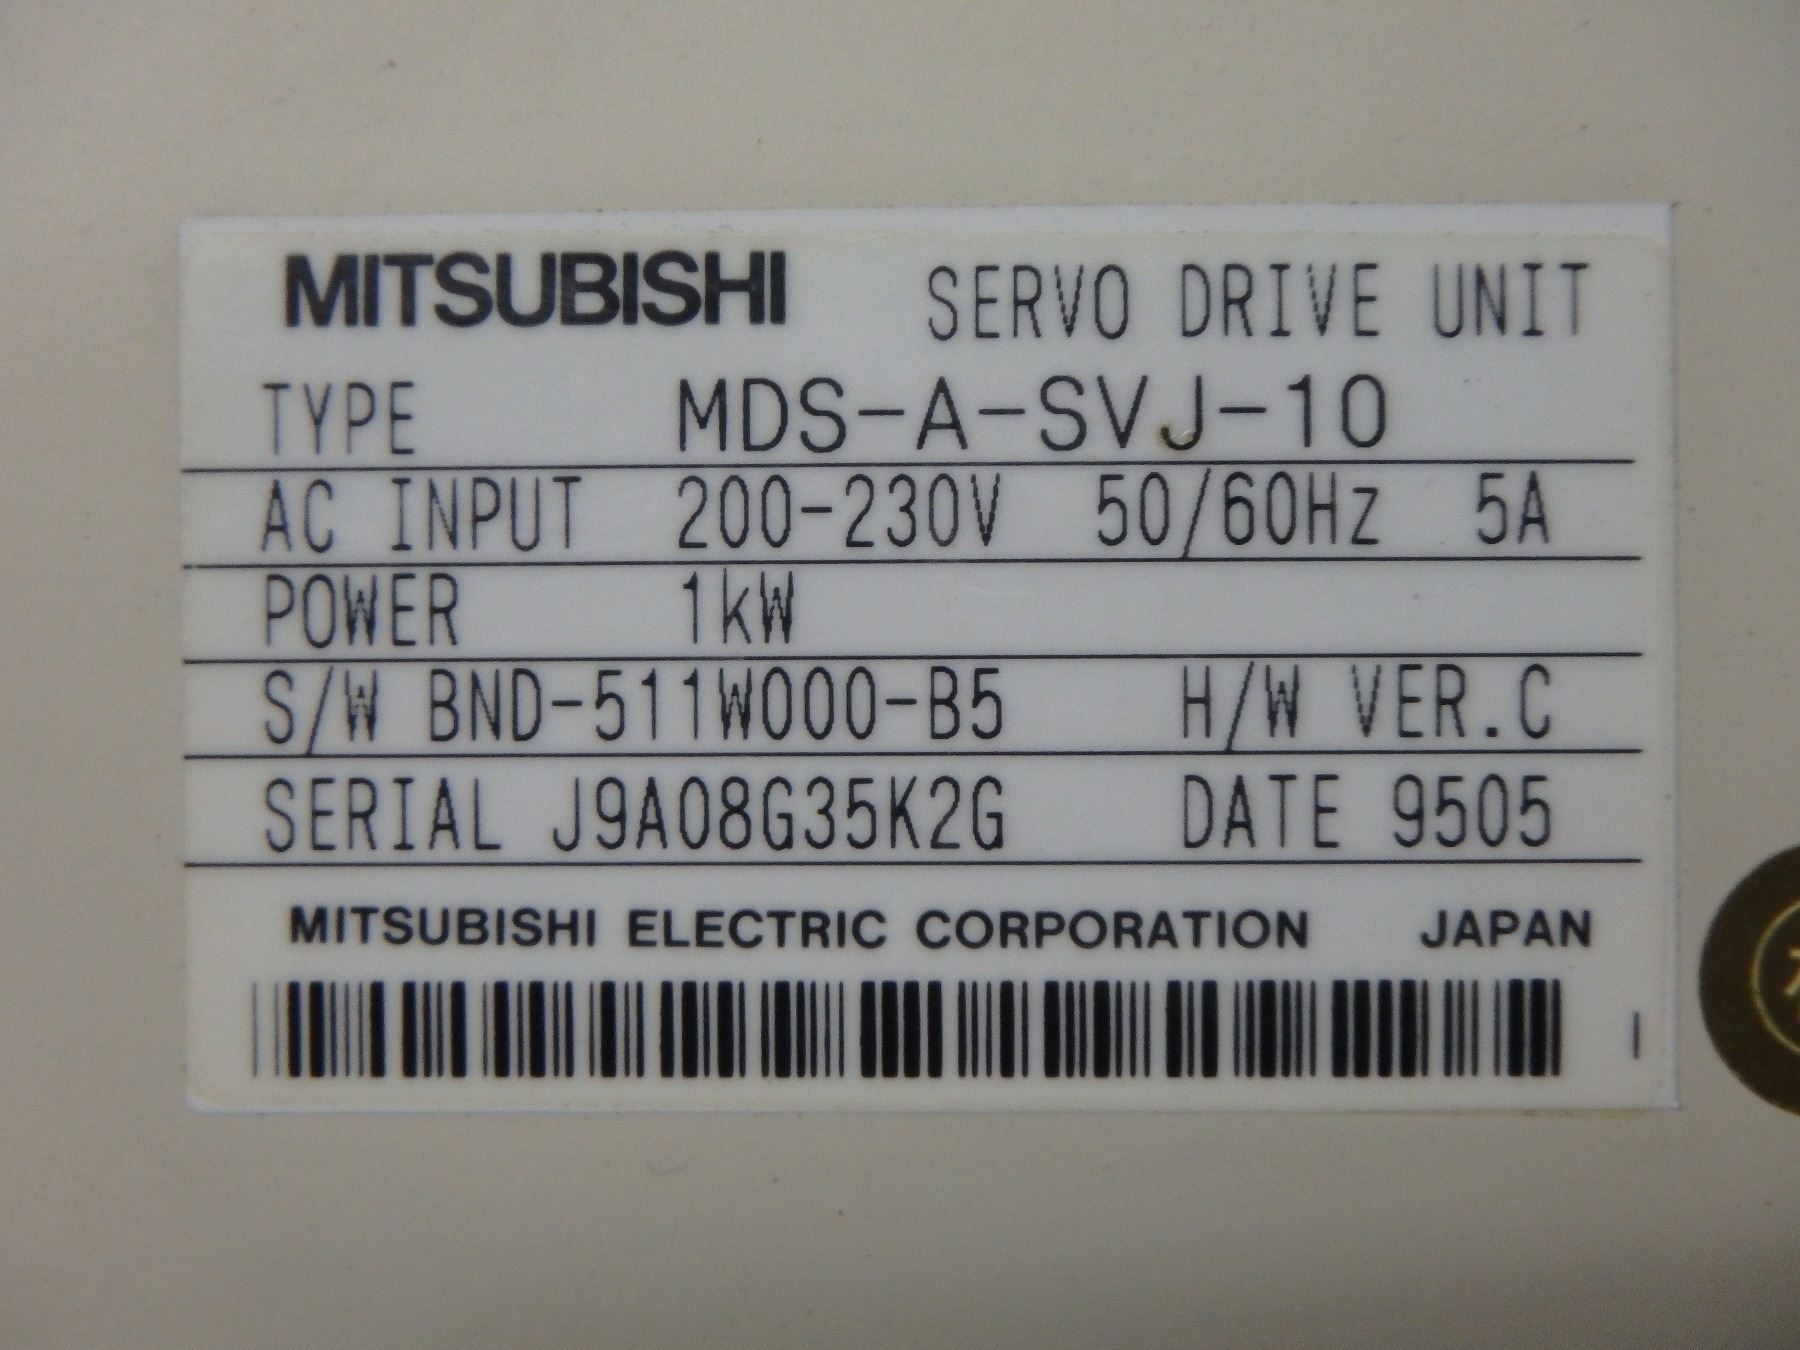 MITSUBISHI SERVO DRIVE UNIT
TYPE MDS-A-SVJ-10
AC INPUT 200-230V 50/60Hz 5A
POWER 1kW
S/W BND-511W000-B5 H/W VER.C
SERIAL J9A08G35K2G DATE 9505
MITSUBISHI ELECTRIC CORPORATION JAPAN